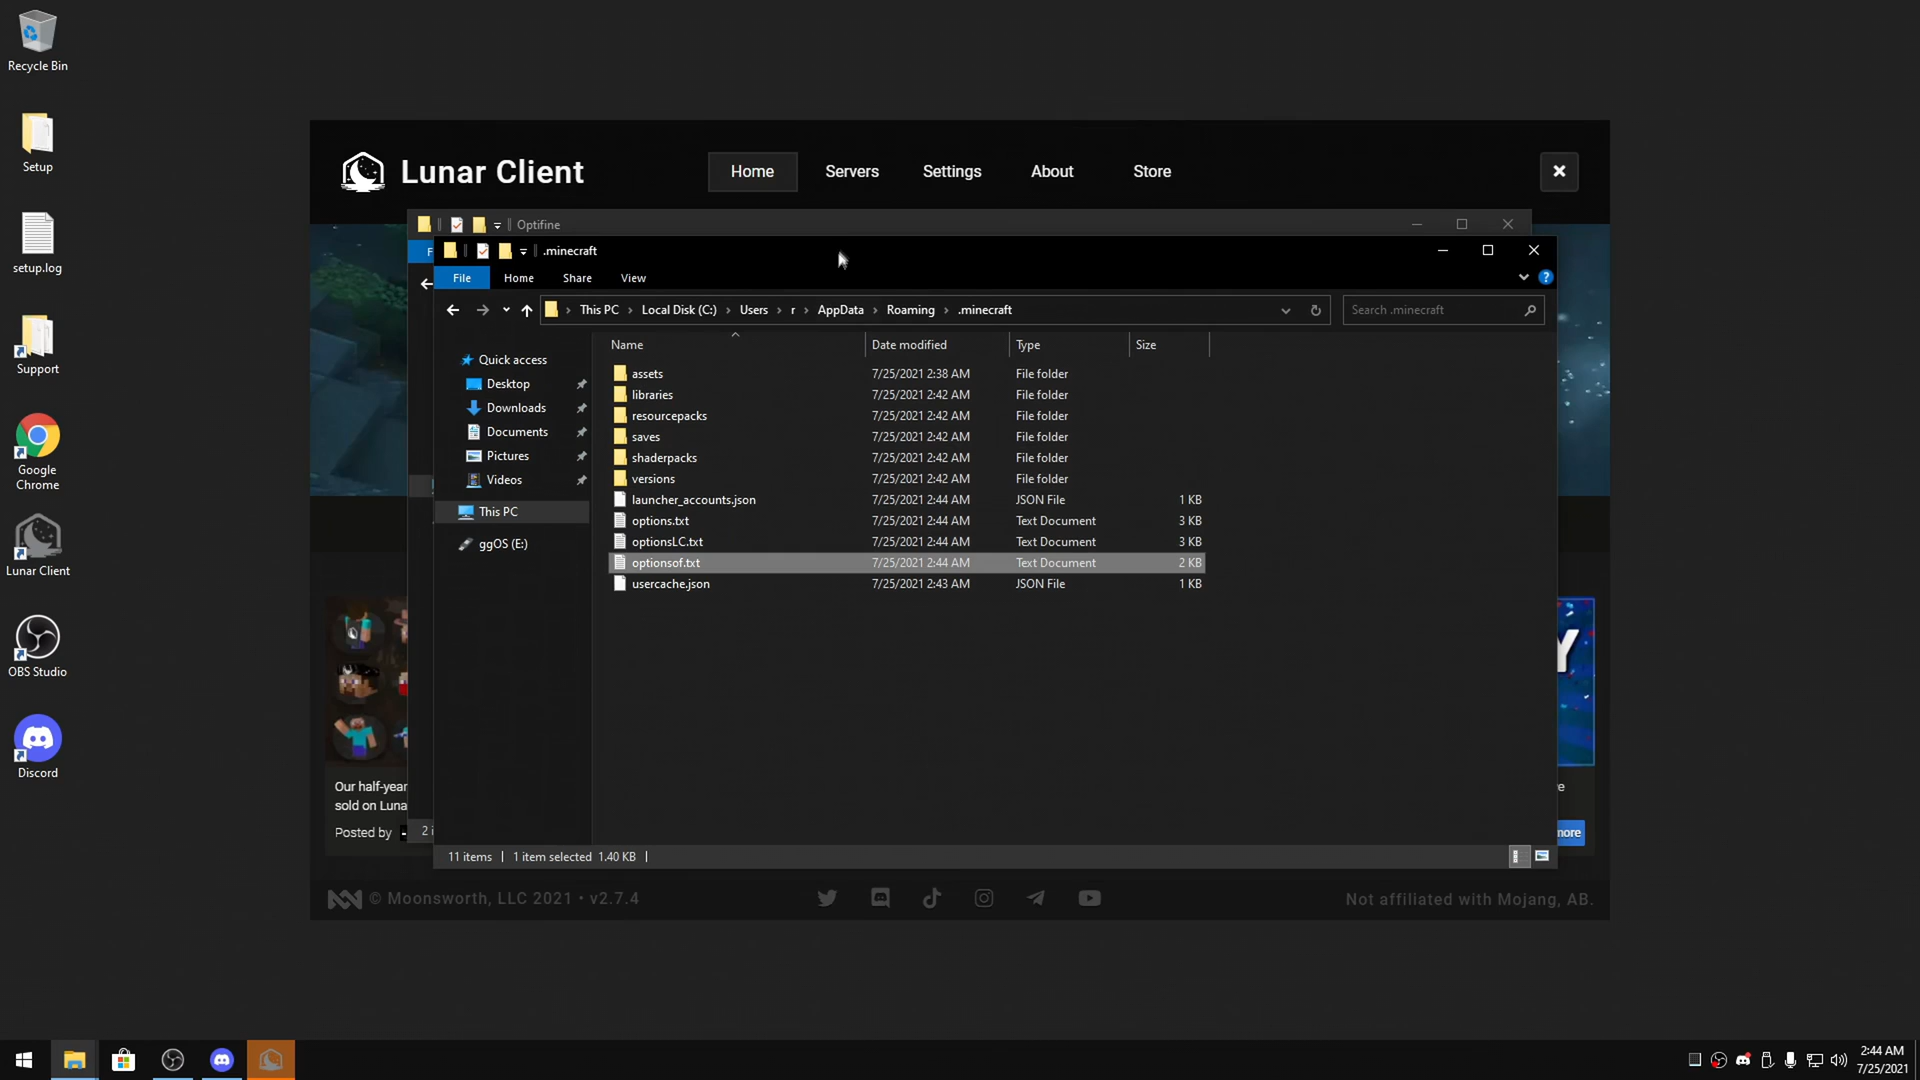 Recycle Bin
Setup
setup.log
Support
Google
Chrome
Lunar Client
OBS Studio
Discord
Lunar Client
Home
Servers
Settings
About
Store
Optifine
F
.minecraft
File
Home
Share
View
This PC
Local Disk (C:)
Users
r
AppData
Roaming
.minecraft
Search .minecraft
Name
Date modified
Type
Size
Quick access
Desktop
Downloads
Documents
Pictures
Videos
This PC
ggOS (E:)
assets 7/25/2021 2:38 AM File folder
libraries 7/25/2021 2:42 AM File folder
resourcepacks 7/25/2021 2:42 AM File folder
saves 7/25/2021 2:42 AM File folder
shaderpacks 7/25/2021 2:42 AM File folder
versions 7/25/2021 2:42 AM File folder
launcher_accounts.json 7/25/2021 2:44 AM JSON File 1 KB
options.txt 7/25/2021 2:44 AM Text Document 3 KB
optionsLC.txt 7/25/2021 2:44 AM Text Document 3 KB
optionsof.txt 7/25/2021 2:44 AM Text Document 2 KB
usercache.json 7/25/2021 2:43 AM JSON File 1 KB
Y
Our half-year
sold on Luna
Posted by
e
more
2 i
11 items
1 item selected 1.40 KB
© Moonsworth, LLC 2021 • v2.7.4
Not affiliated with Mojang, AB.
2:44 AM
7/25/2021